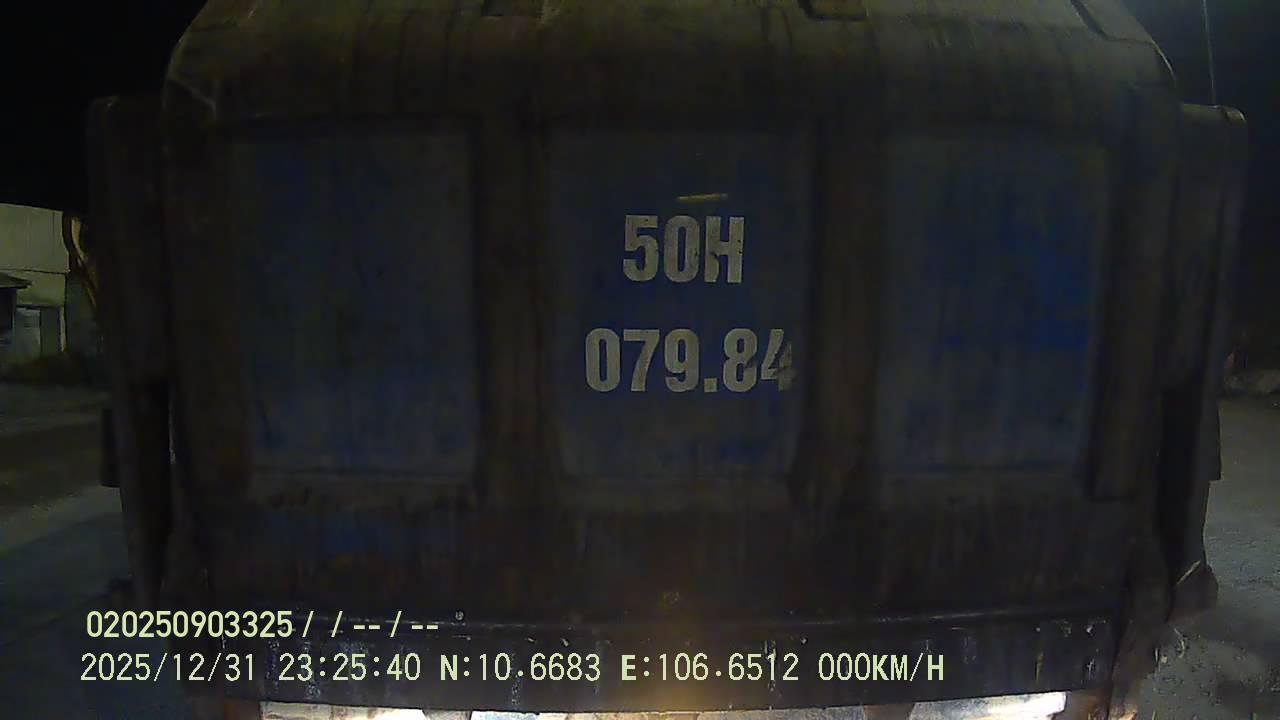 50H
079.84
020250903325 / / -- / --
2025/12/31 23:25:40 N:10.6683 E:106.6512 000KM/H